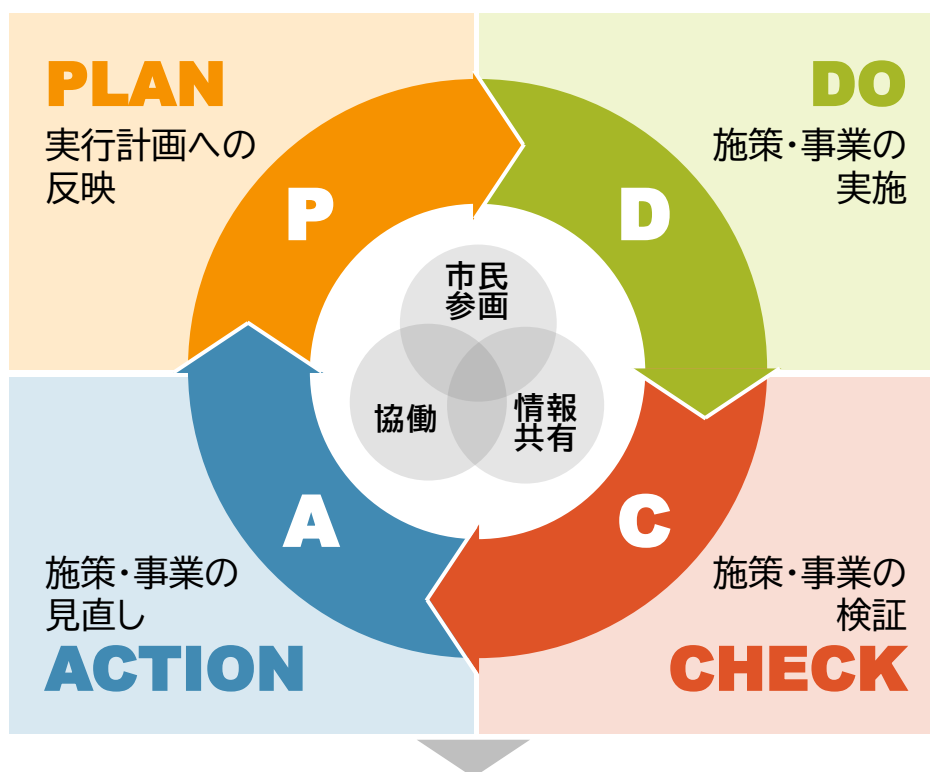 PLAN
実行計画への
反映
DO
施策・事業の
実施
P
D
市民
参画
協働
情報
共有
A
C
施策・事業の
見直し
ACTION
施策・事業の
検証
CHECK